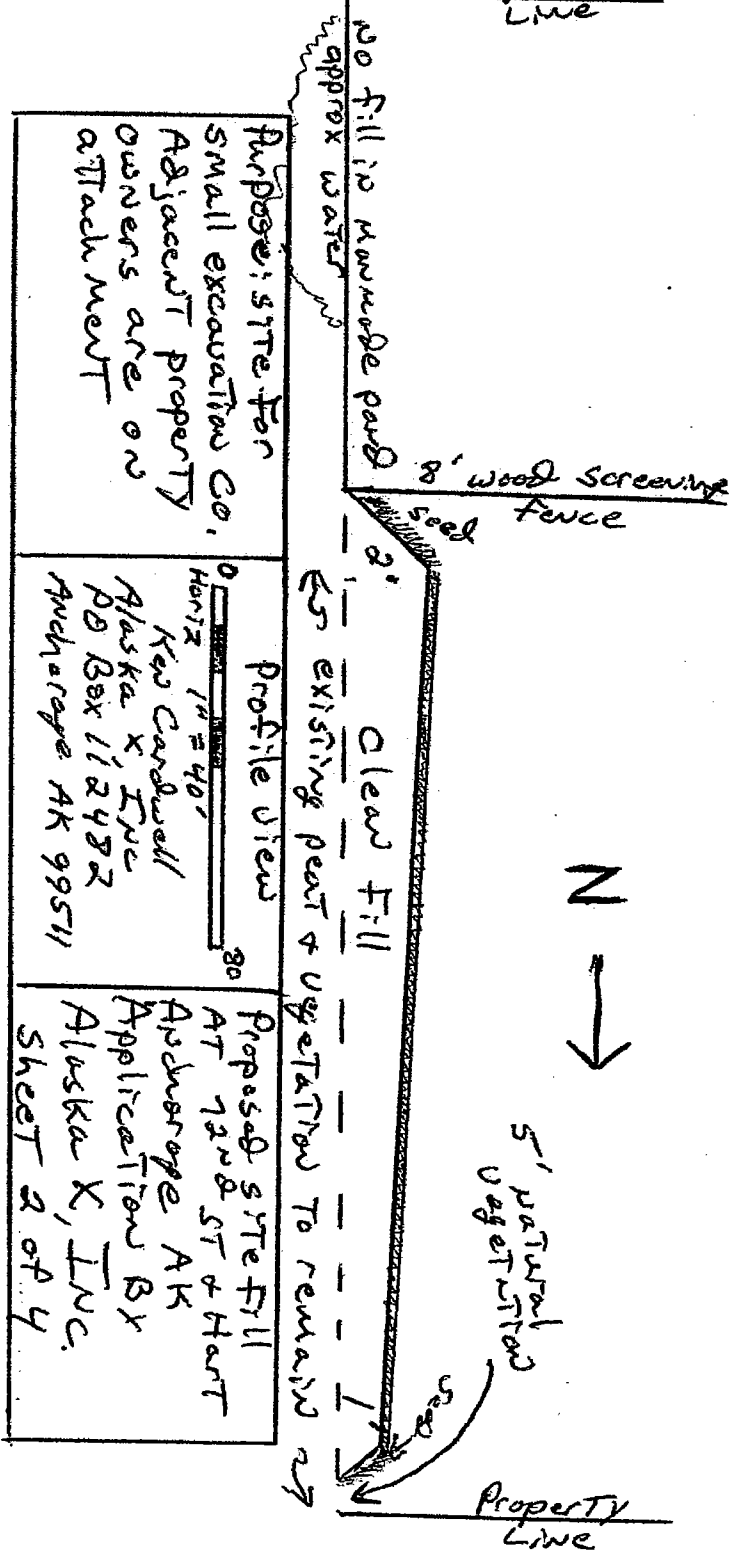 Line
No fill in manmade pond
approx water
8' wood screening
Fence
seed
2'
Clean Fill
existing peat & vegetation to remain
N
5' natural
vegetation
seed
1'
Property
Line
Purpose: site for
small excavation Co.
Adjacent property
owners are on
attachment
Profile view
0 80
Horiz 1" = 40'
Ken Cardwell
Alaska X, Inc
PO Box 112482
Anchorage AK 99511
Proposed site fill
AT 72nd ST & Hart
Anchorage AK
Application By
Alaska X, INC.
Sheet 2 of 4